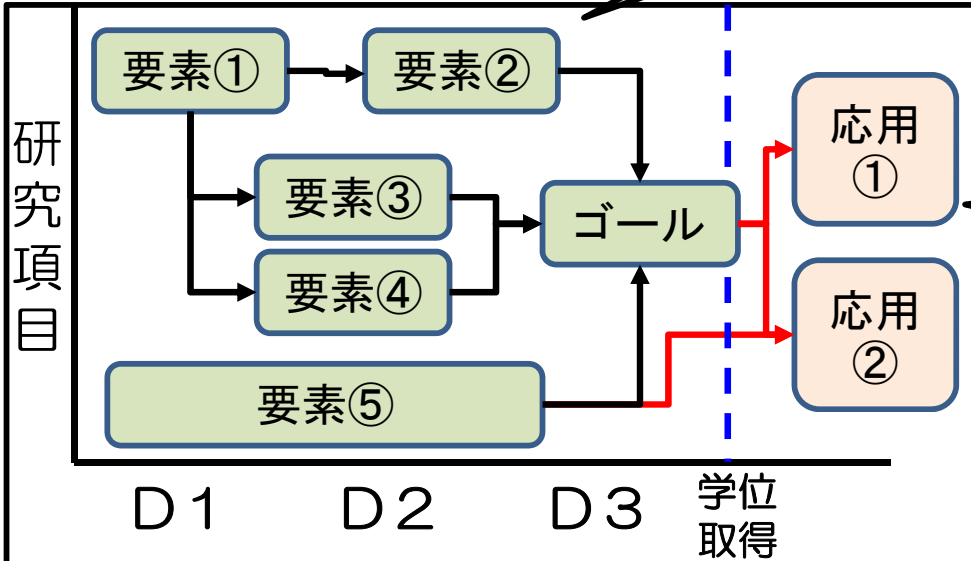 研究項目
要素①
要素②
要素③
要素④
要素⑤
ゴール
応用
①
応用
②
D1
D2
D3
学位
取得